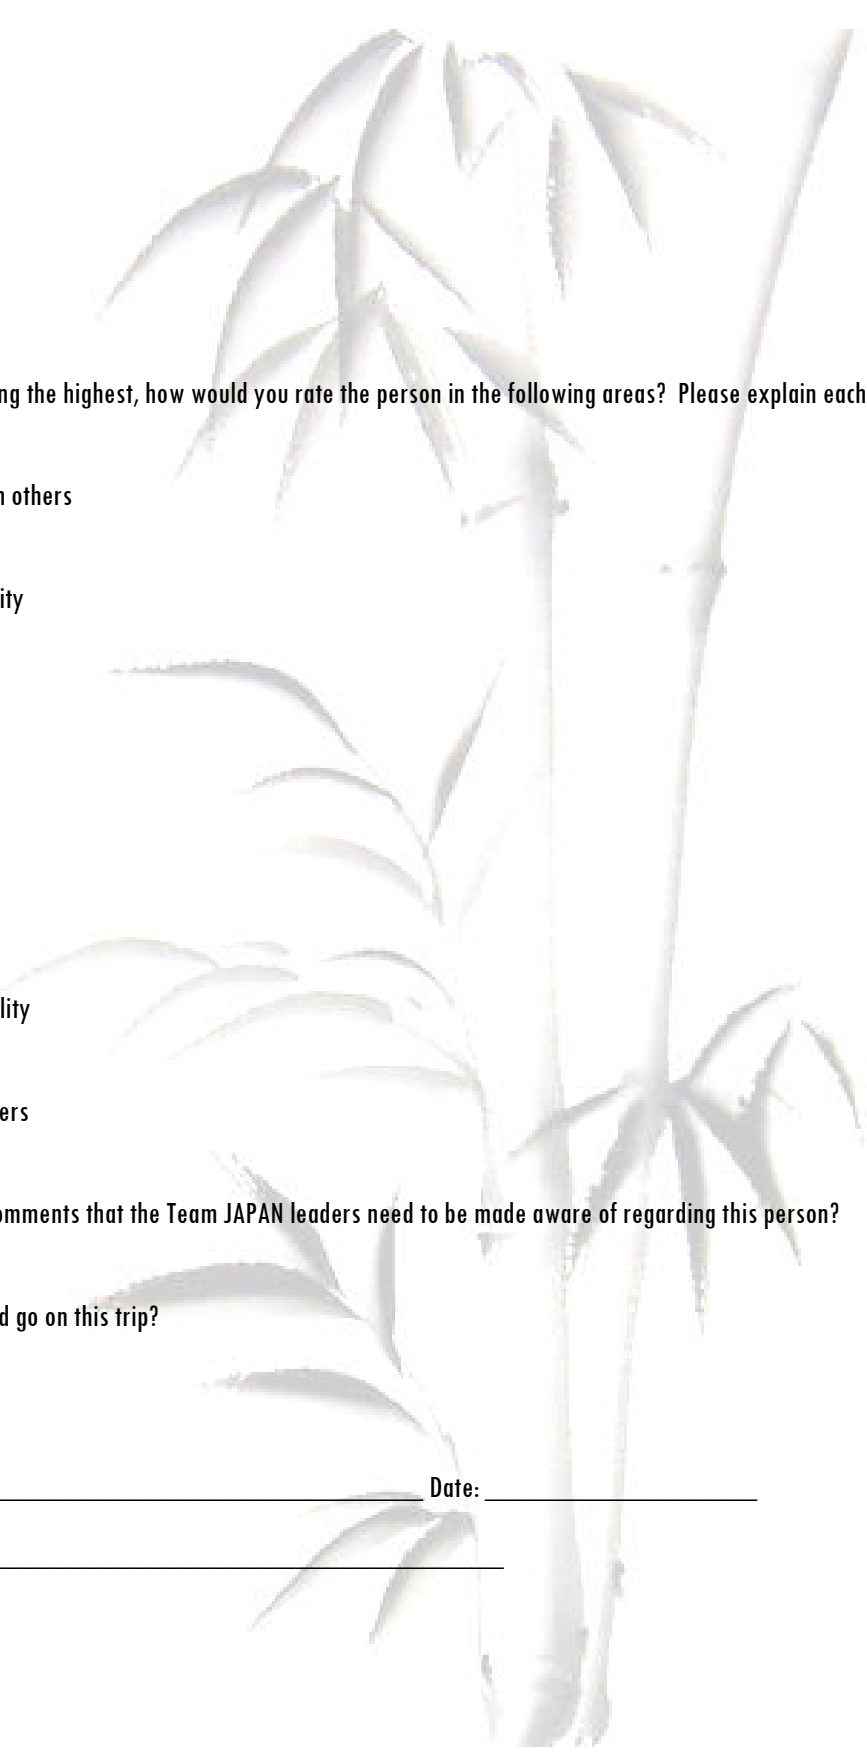 ng the highest, how would you rate the person in the following areas?  Please explain each
n others
ity
lity
ers
omments that the Team JAPAN leaders need to be made aware of regarding this person?
d go on this trip?
Date: